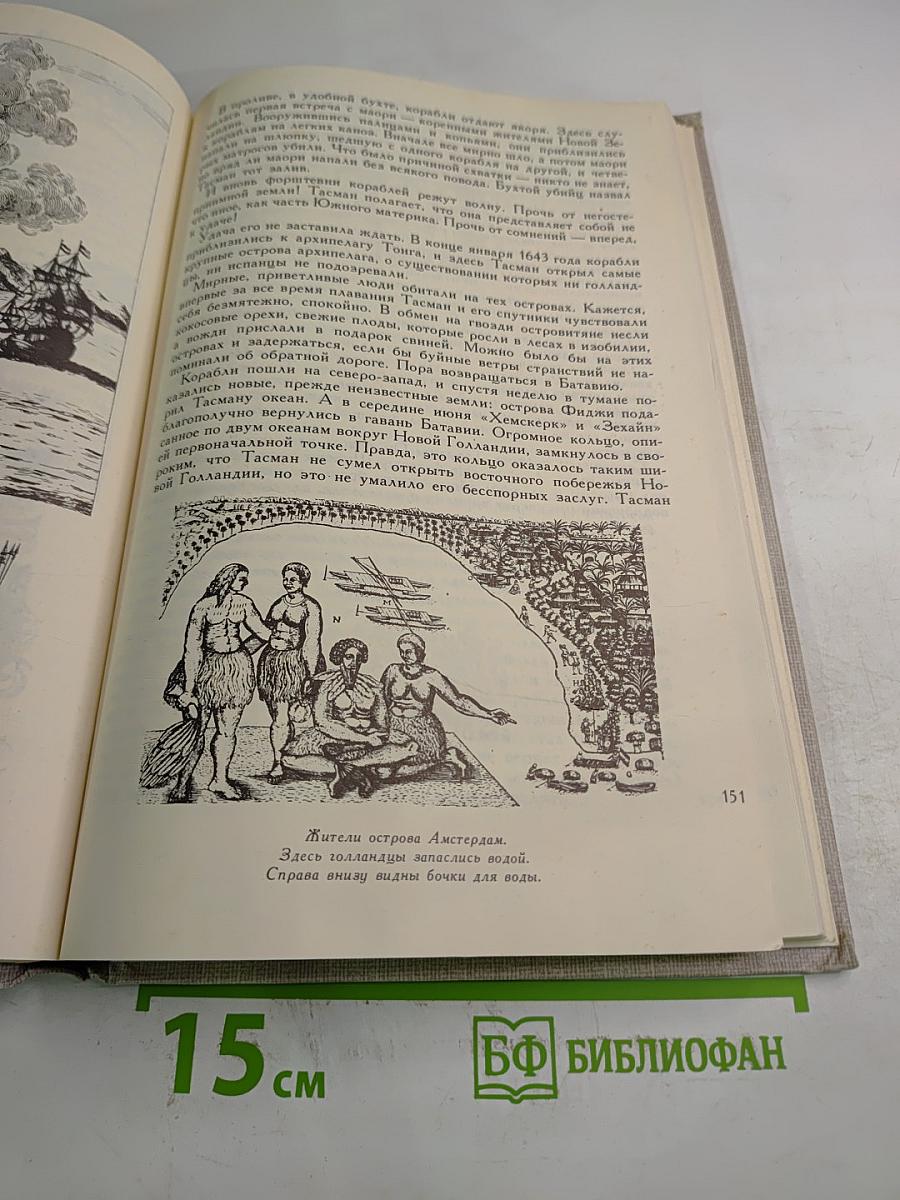 В проливе, в удобной бухте, корабли отдают якоря. Здесь слу-
чилась первая встреча с маори — коренными жителями Новой Зе-
ландии. Вооружившись палицами и копьями, они приблизились
к кораблям на легких каноэ. Вначале все мирно шло, а потом маори
напали на шлюпку, шедшую с одного корабля на другой, и четве-
рых матросов убили. Что было причиной схватки — никто не знает,
но вряд ли маори напали без всякого повода. Бухтой убийц назвал
Тасман тот залив.
И вновь форштевни кораблей режут волну. Прочь от негосте-
приимной земли! Тасман полагает, что она представляет собой не
что иное, как часть Южного материка. Прочь от сомнений — вперед,
к удаче!
Удача его не заставила ждать. В конце января 1643 года корабли
приблизились к архипелагу Тонга, и здесь Тасман открыл самые
крупные острова архипелага, о существовании которых ни голланд-
цы, ни испанцы не подозревали.
Мирные, приветливые люди обитали на тех островах. Кажется,
впервые за все время плавания Тасман и его спутники чувствовали
себя безмятежно, спокойно. В обмен на гвозди островитяне несли
кокосовые орехи, свежие плоды, которые росли в лесах в изобилии,
а вожди прислали в подарок свиней. Можно было бы на этих
островах и задержаться, если бы буйные ветры странствий не на-
поминали об обратной дороге. Пора возвращаться в Батавию.
Корабли пошли на северо-запад, и спустя неделю в тумане по-
казались новые, прежде неизвестные земли; острова Фиджи пода-
рил Тасману океан. А в середине июня «Хемскерк» и «Зехайн»
благополучно вернулись в гавань Батавии. Огромное кольцо, опи-
санное по двум океанам вокруг Новой Голландии, замкнулось в сво-
ей первоначальной точке. Правда, это кольцо оказалось таким ши-
роким, что Тасман не сумел открыть восточного побережья Но-
вой Голландии, но это не умалило его бесспорных заслуг. Тасман
M
N
151
Жители острова Амстердам.
Здесь голландцы запаслись водой.
Справа внизу видны бочки для воды.
15 см
БФ БИБЛИОФАН